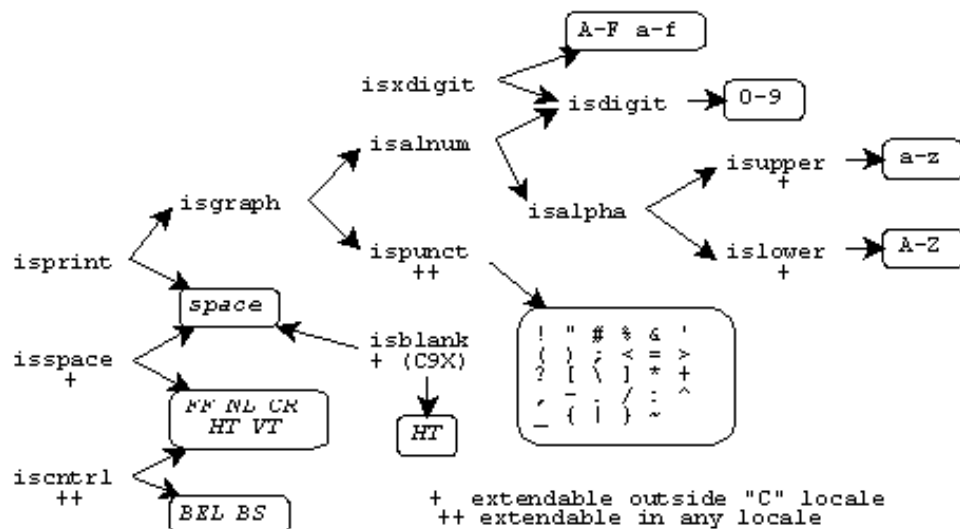 A-F a-f
isxdigit
isdigit
0-9
isalnum
isupper
+
a-z
isgraph
isalpha
isprint
ispunct
++
islower
+
A-Z
space
isblank
+ (C9X)
isspace
+
! " # % & '
( ) ; < = >
? [ \ ] * +
, - . / : ^
_ { | } ~
FF NL CR
HT VT
HT
iscntrl
++
BEL BS
+ extendable outside "C" locale
++ extendable in any locale